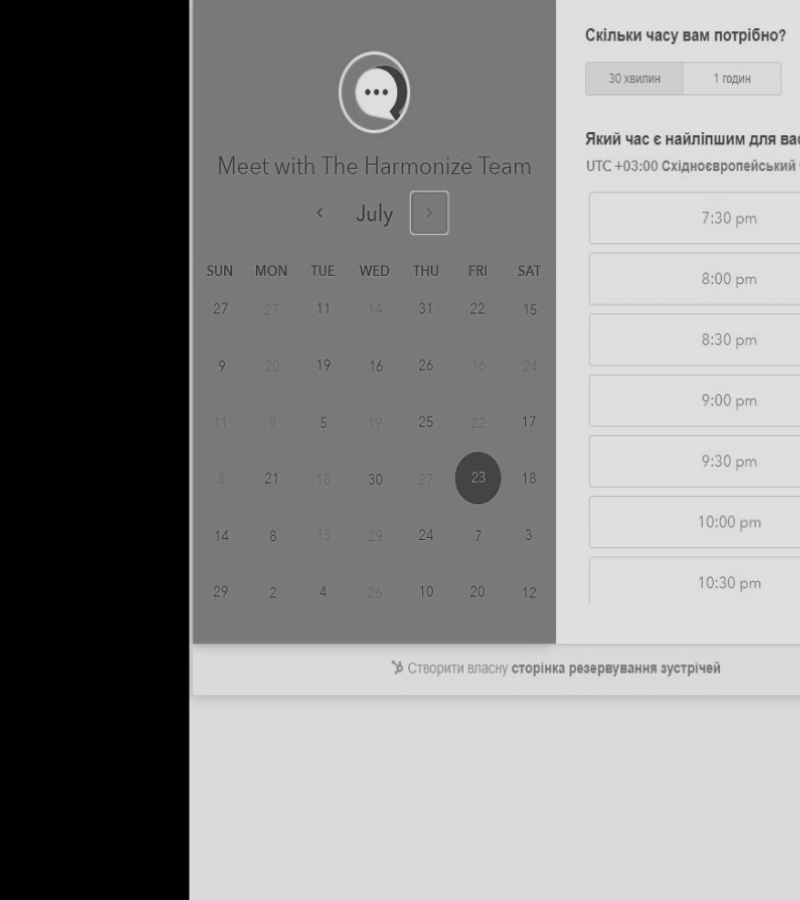 Meet with The Harmonize Team
July
SUN MON TUE WED THU FRI SAT
27 27 11 14 31 22 15
9 20 19 16 26 16 24
11 8 5 19 25 22 17
8 21 18 30 27 23 18
14 8 15 29 24 7 3
29 2 4 26 10 20 12
Скільки часу вам потрібно?
30 хвилин 1 годин
Який час є найліпшим для вас
UTC +03:00 Східноєвропейський
7:30 pm
8:00 pm
8:30 pm
9:00 pm
9:30 pm
10:00 pm
10:30 pm
Створити власну сторінка резервування зустрічей